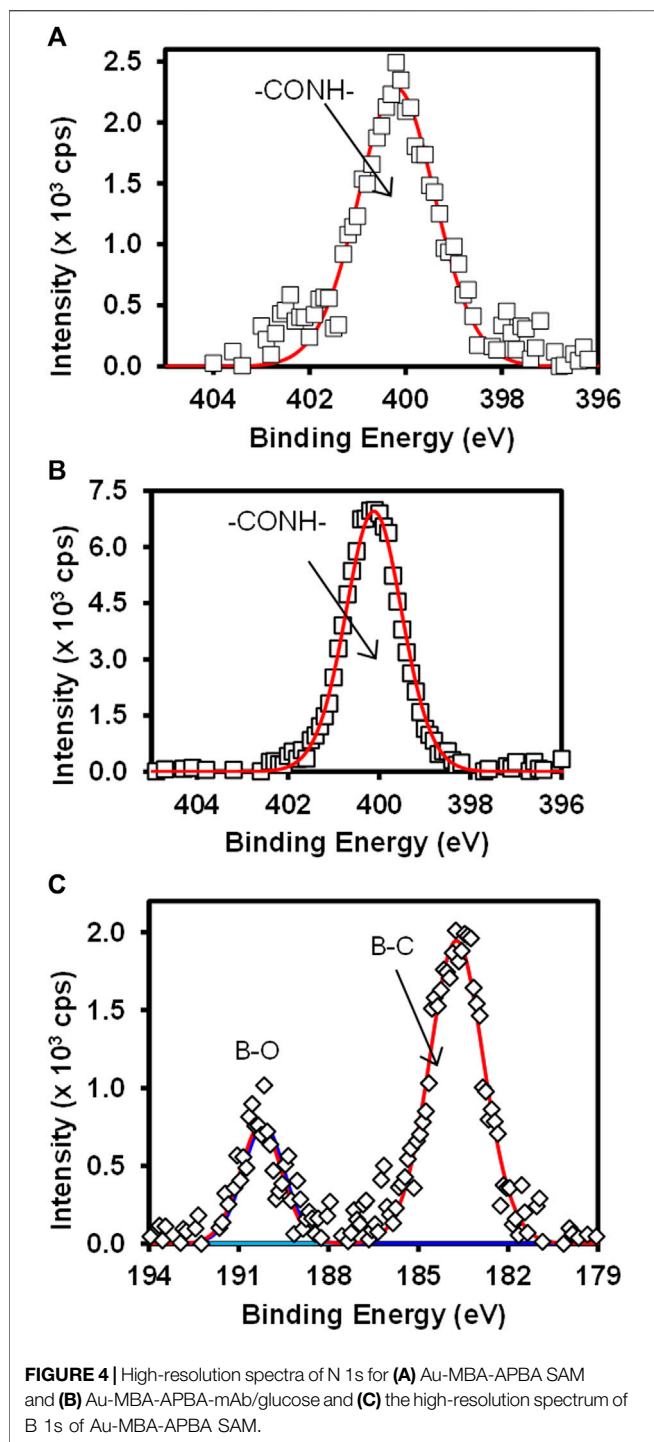 A
2.5
2.0
1.5
1.0
0.5
0.0
Intensity (x 10³ cps)
-CONH-
404 402 400 398 396
Binding Energy (eV)
B
7.5
6.0
4.5
3.0
1.5
0.0
Intensity (x 10³ cps)
-CONH-
404 402 400 398 396
Binding Energy (eV)
C
2.0
1.5
1.0
0.5
0.0
Intensity (x 10³ cps)
B-C
B-O
194 191 188 185 182 179
Binding Energy (eV)
FIGURE 4 | High-resolution spectra of N 1s for (A) Au-MBA-APBA SAM
and (B) Au-MBA-APBA-mAb/glucose and (C) the high-resolution spectrum of
B 1s of Au-MBA-APBA SAM.